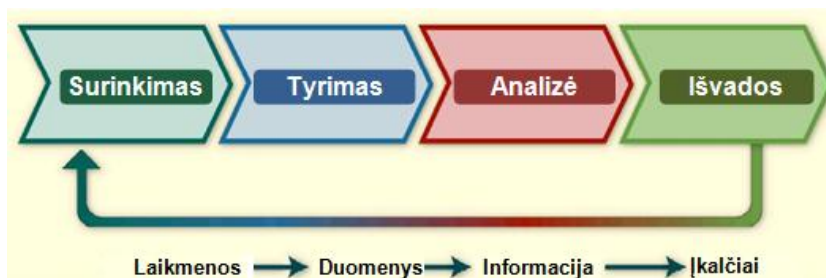 Surinkimas Tyrimas Analizė Išvados
Laikmenos Duomenys Informacija Įkalčiai